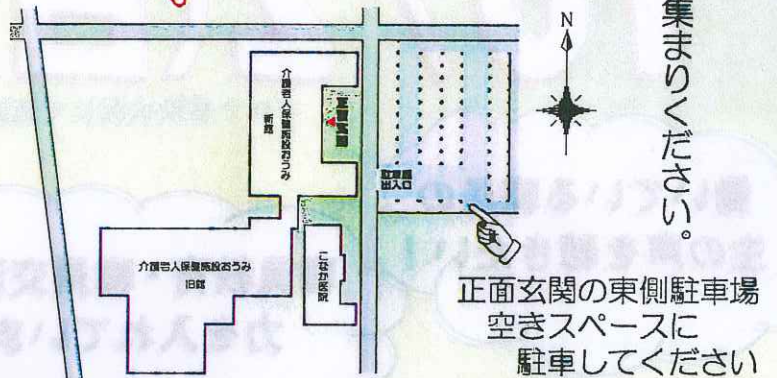 集まりください。
N
介護老人保健施設おうみ
新館
正面玄関
駐車場
出入口
介護老人保健施設おうみ
旧館
こなか医院
正面玄関の東側駐車場
空きスペースに
駐車してください